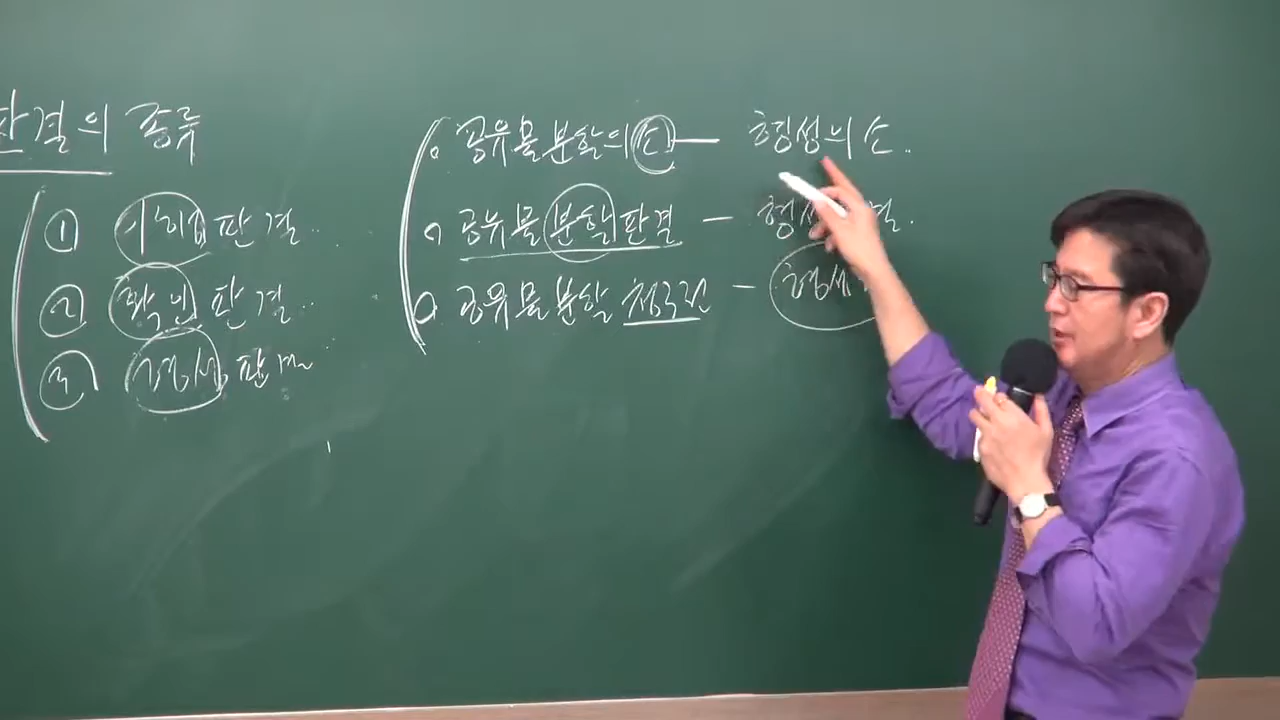 판결의 종류
① 이행판결
② 확인판결
③ 형성판결
공유물분할의 소 — 형성의 소
공유물분할판결 — 형성판결
공유물분할청구권 — 형성